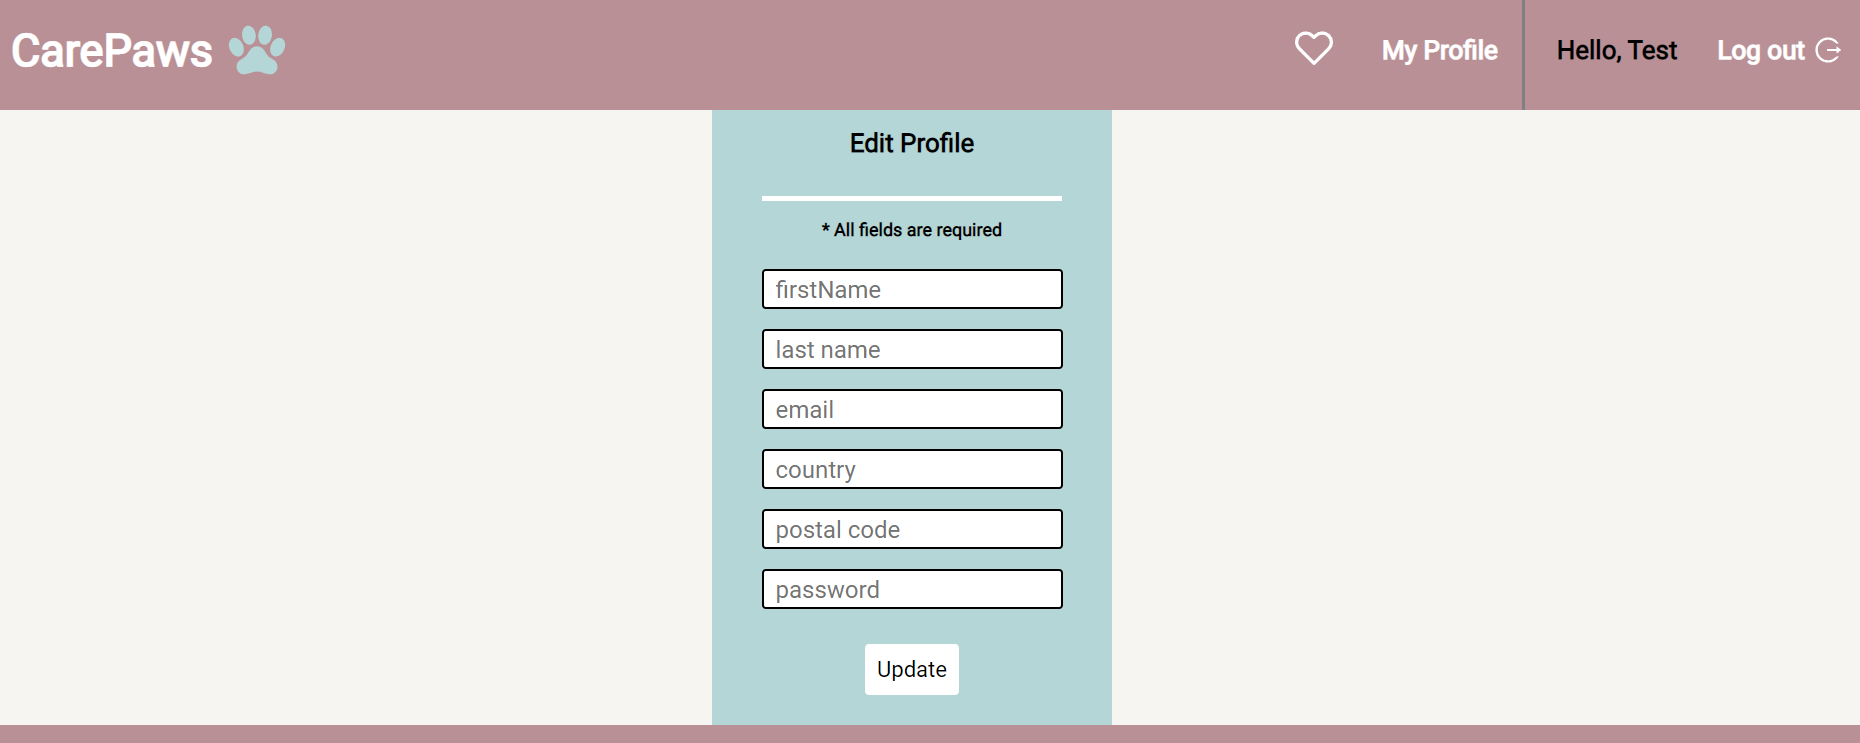 CarePaws
My Profile
Hello, Test
Log out
Edit Profile
* All fields are required
firstName
last name
email
country
postal code
password
Update